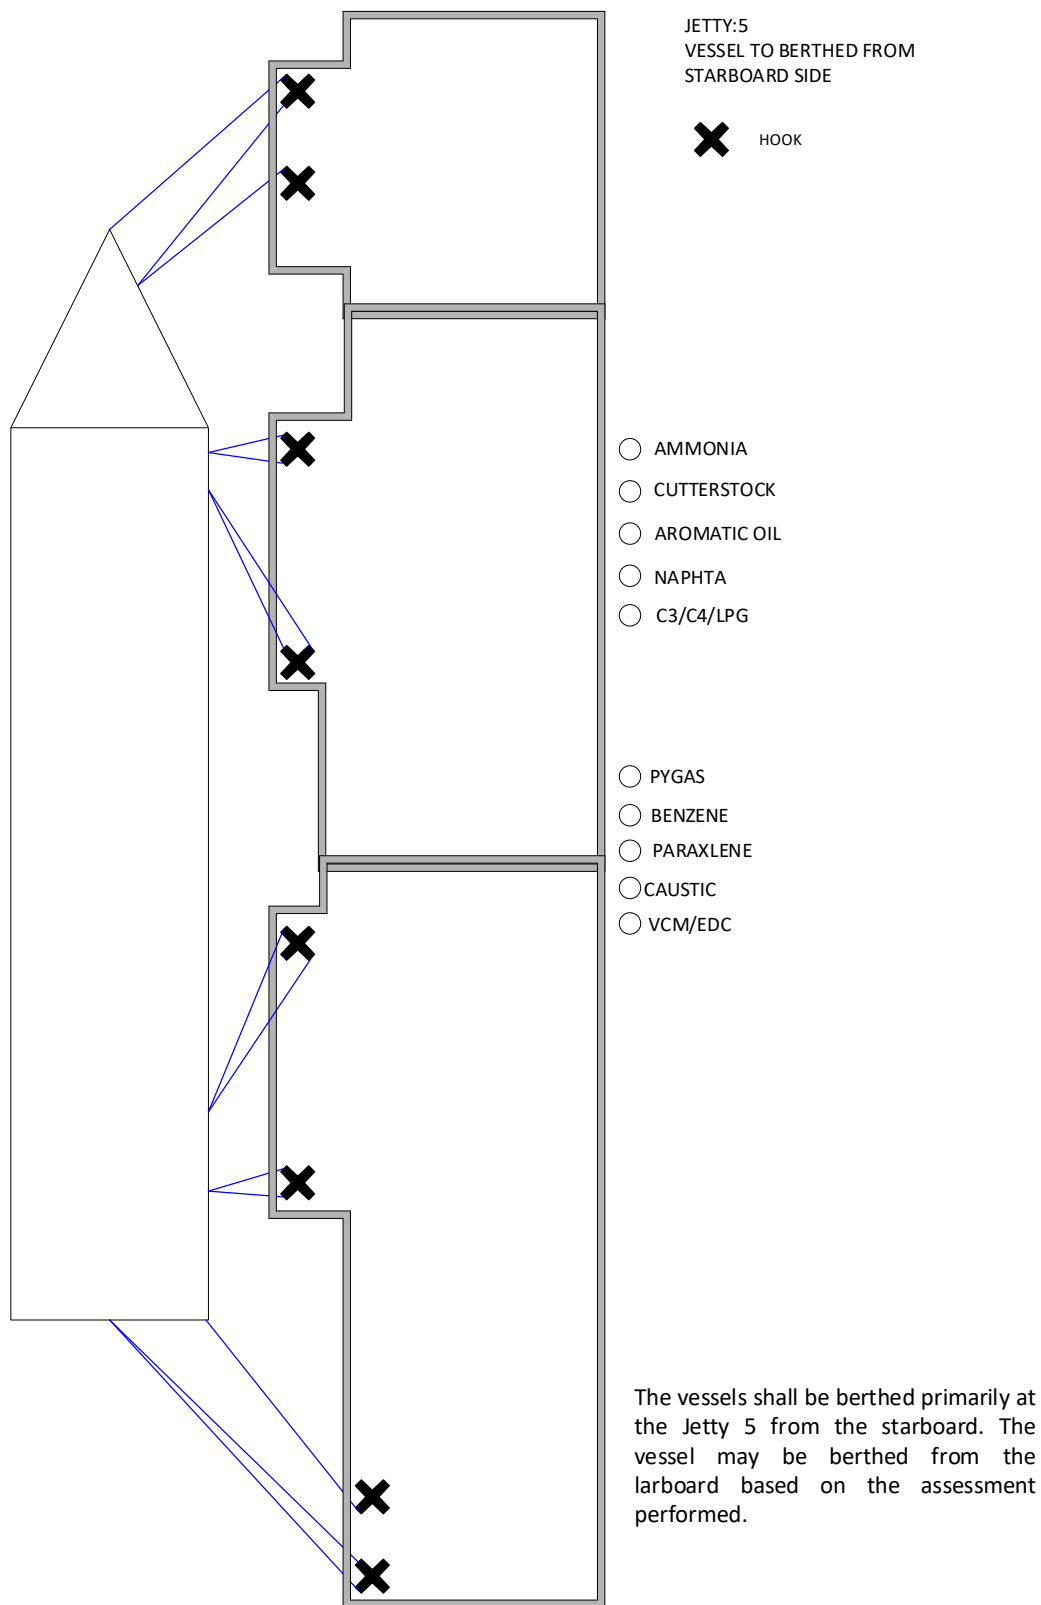 JETTY:5
VESSEL TO BERTHED FROM
STARBOARD SIDE
HOOK
AMMONIA
CUTTERSTOCK
AROMATIC OIL
NAPHTA
C3/C4/LPG
PYGAS
BENZENE
PARAXLENE
CAUSTIC
VCM/EDC
The vessels shall be berthed primarily at
the Jetty 5 from the starboard. The
vessel may be berthed from the
larboard based on the assessment
performed.